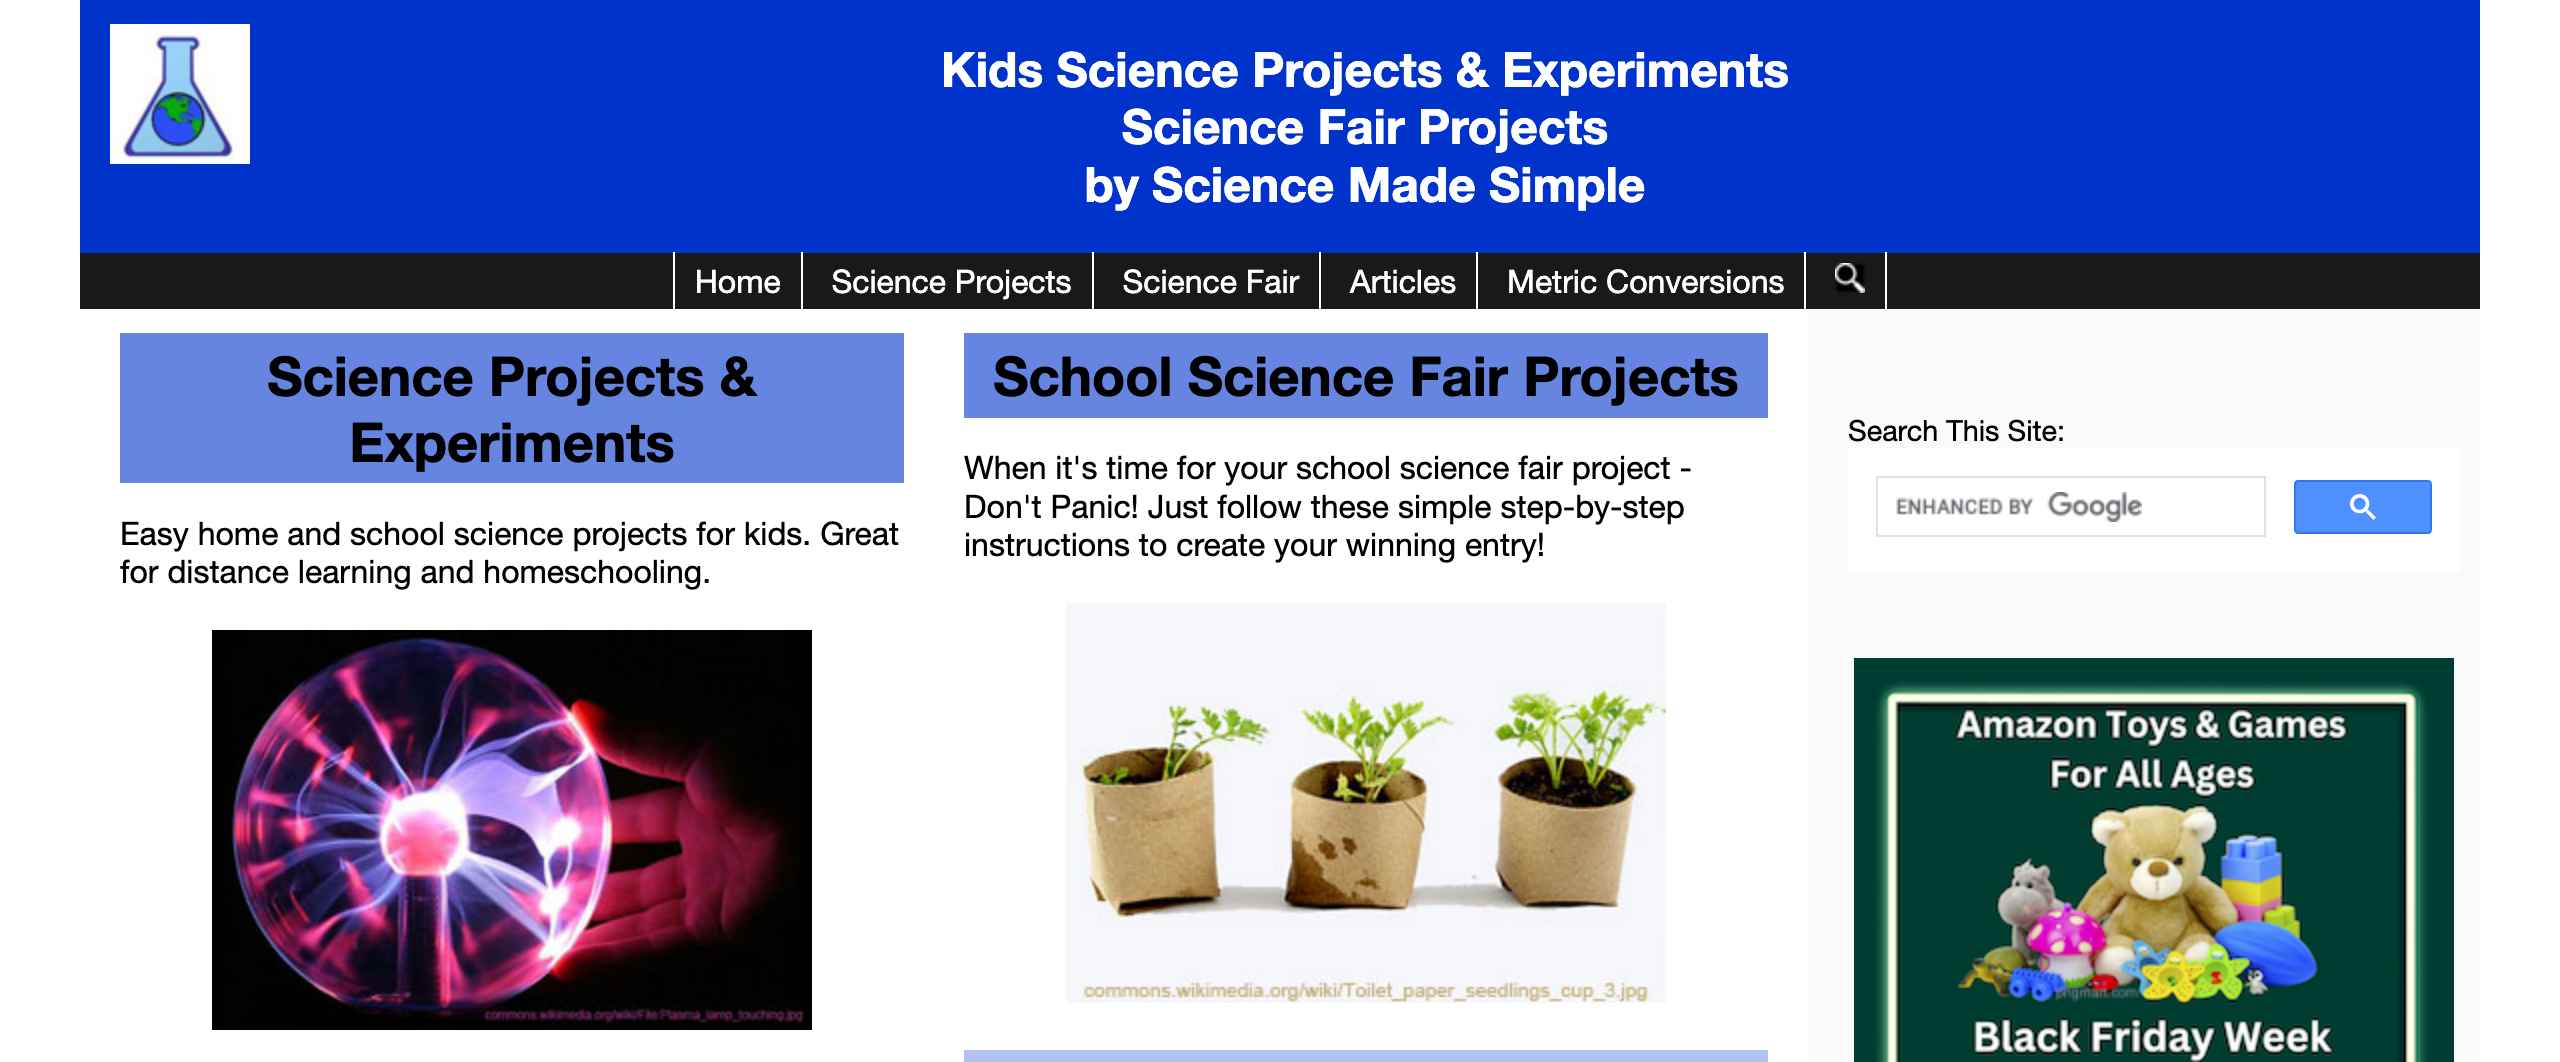 Kids Science Projects & Experiments
Science Fair Projects
by Science Made Simple
Home
Science Projects
Science Fair
Articles
Metric Conversions
Science Projects &
Experiments
Easy home and school science projects for kids. Great
for distance learning and homeschooling.
commons.wikimedia.org/wiki/File:Plasma_lamp_touching.jpg
School Science Fair Projects
When it's time for your school science fair project -
Don't Panic! Just follow these simple step-by-step
instructions to create your winning entry!
commons.wikimedia.org/wiki/Toilet_paper_seedlings_cup_3.jpg
Search This Site:
ENHANCED BY Google
Amazon Toys & Games
For All Ages
pngmart.com
Black Friday Week